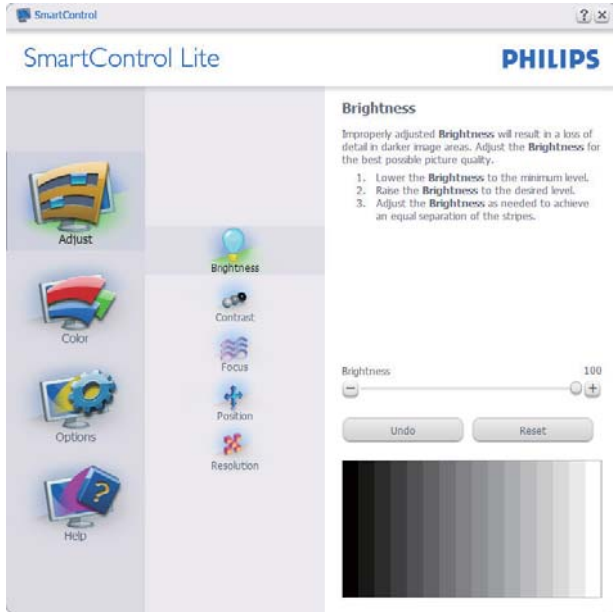 SmartControl
SmartControl Lite
PHILIPS
Adjust
Color
Options
Help
Brightness
Contrast
Focus
Position
Resolution
Brightness
Improperly adjusted Brightness will result in a loss of
detail in darker image areas. Adjust the Brightness for
the best possible picture quality.
1. Lower the Brightness to the minimum level.
2. Raise the Brightness to the desired level.
3. Adjust the Brightness as needed to achieve
an equal separation of the stripes.
Brightness 100
Undo Reset